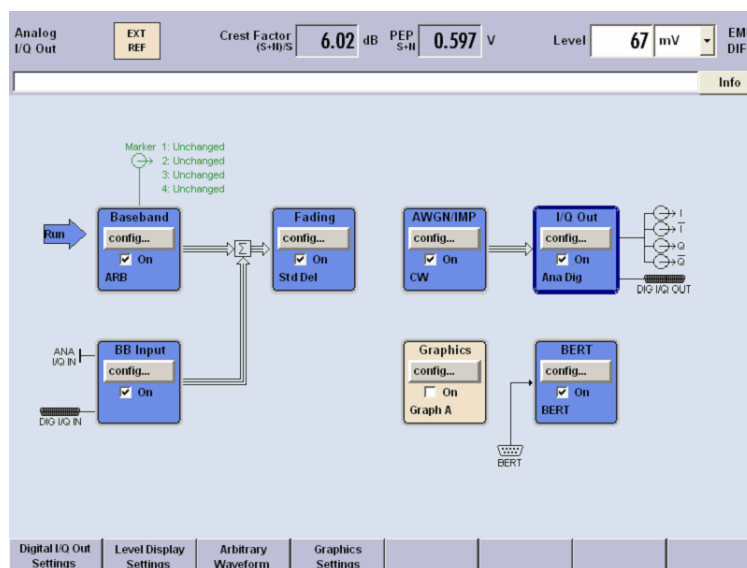 Analog
I/Q Out
EXT
REF
Crest Factor
(S+N)/S
6.02 dB
PEP
S+N
0.597 V
Level 67 mV
EM
DIF
Info
Marker 1: Unchanged
2: Unchanged
3: Unchanged
4: Unchanged
Run
Baseband
config...
On
ARB
Σ
Fading
config...
On
Std Del
AWGN/IMP
config...
On
CW
I/Q Out
config...
On
Ana Dig
I
I̅
Q
Q̅
DIG I/Q OUT
ANA
I/Q IN
DIG I/Q IN
BB Input
config...
On
Graphics
config...
On
Graph A
BERT
config...
On
BERT
BERT
Digital I/Q Out
Settings
Level Display
Settings
Arbitrary
Waveform
Graphics
Settings